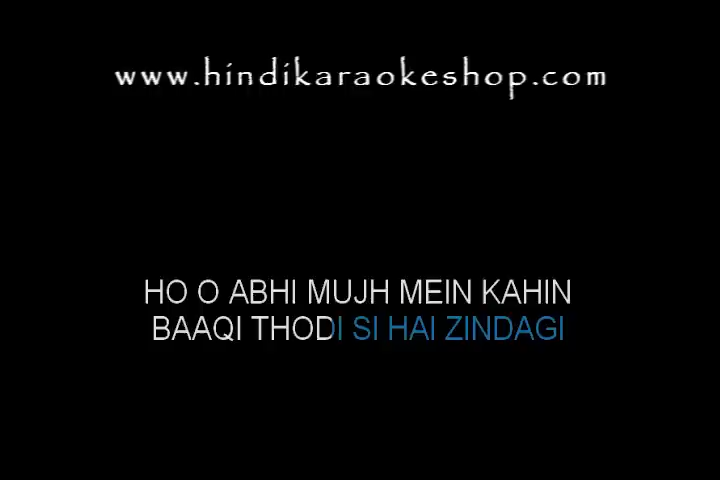 www.hindikaraokeshop.com
HO O ABHI MUJH MEIN KAHIN
BAAQI THODI SI HAI ZINDAGI